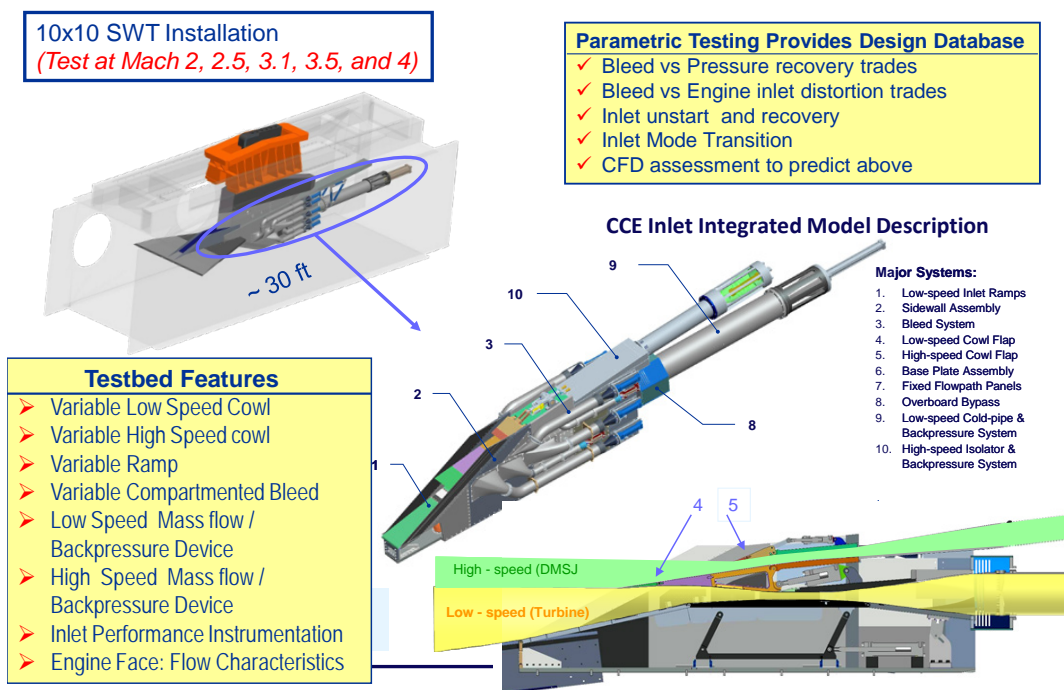 10x10 SWT Installation
(Test at Mach 2, 2.5, 3.1, 3.5, and 4)
~ 30 ft
Parametric Testing Provides Design Database
✓ Bleed vs Pressure recovery trades
✓ Bleed vs Engine inlet distortion trades
✓ Inlet unstart and recovery
✓ Inlet Mode Transition
✓ CFD assessment to predict above
CCE Inlet Integrated Model Description
9
10
3
2
1
8
Major Systems:
1. Low-speed Inlet Ramps
2. Sidewall Assembly
3. Bleed System
4. Low-speed Cowl Flap
5. High-speed Cowl Flap
6. Base Plate Assembly
7. Fixed Flowpath Panels
8. Overboard Bypass
9. Low-speed Cold-pipe &
Backpressure System
10. High-speed Isolator &
Backpressure System
Testbed Features
➢ Variable Low Speed Cowl
➢ Variable High Speed cowl
➢ Variable Ramp
➢ Variable Compartmented Bleed
➢ Low Speed Mass flow /
Backpressure Device
➢ High Speed Mass flow /
Backpressure Device
➢ Inlet Performance Instrumentation
➢ Engine Face: Flow Characteristics
4 5
High - speed (DMSJ
Low - speed (Turbine)